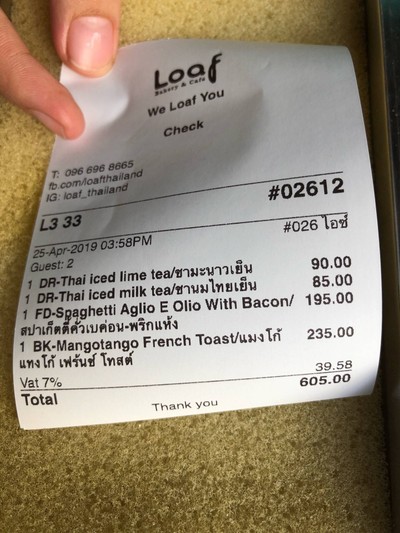 Loaf
Bakery & Cafe
We Loaf You
Check
T: 096 696 8665
fb.com/loafthailand
IG: loaf_thailand
#02612
L3 33
#026 ไอซ์
25-Apr-2019 03:58PM
Guest: 2
1 DR-Thai iced lime tea/ชามะนาวเย็น 90.00
1 DR-Thai iced milk tea/ชานมไทยเย็น 85.00
1 FD-Spaghetti Aglio E Olio With Bacon/ 195.00
สปาเก็ตตี้คั่วเบค่อน-พริกแห้ง
1 BK-Mangotango French Toast/แมงโก้ 235.00
แทงโก้ เฟร้นช์ โทสต์
Vat 7% 39.58
Total 605.00
Thank you